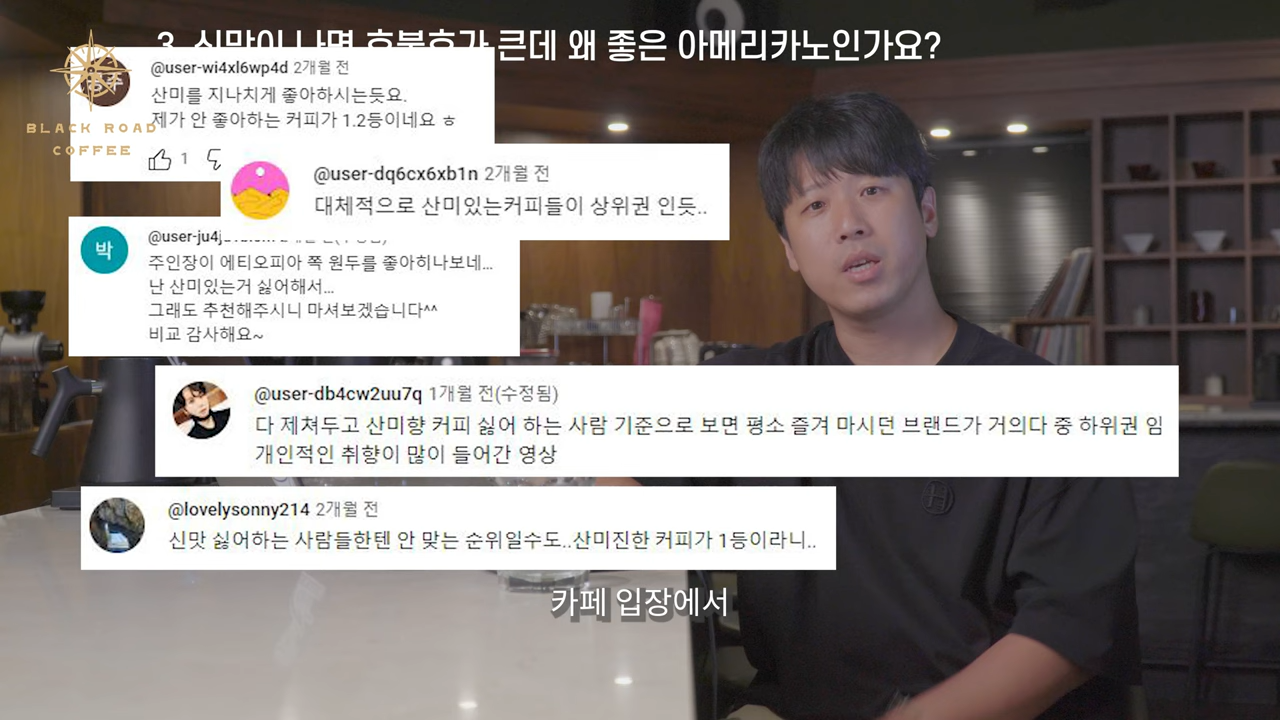 3. 신맛이 나면 호불호가 큰데 왜 좋은 아메리카노인가요?
BLACK ROAD
COFFEE
@user-wi4xl6wp4d 2개월 전
산미를 지나치게 좋아하시는듯요.
제가 안 좋아하는 커피가 1.2등이네요 ㅎ
1
@user-dq6cx6xb1n 2개월 전
대체적으로 산미있는커피들이 상위권 인듯..
박
주인장이 에티오피아 쪽 원두를 좋아히나보네...
난 산미있는거 싫어해서...
그래도 추천해주시니 마셔보겠습니다^^
비교 감사해요~
@user-db4cw2uu7q 1개월 전(수정됨)
다 제쳐두고 산미향 커피 싫어 하는 사람 기준으로 보면 평소 즐겨 마시던 브랜드가 거의다 중 하위권 임
개인적인 취향이 많이 들어간 영상
@lovelysonny214 2개월 전
신맛 싫어하는 사람들한텐 안 맞는 순위일수도..산미진한 커피가 1등이라니..
카페 입장에서